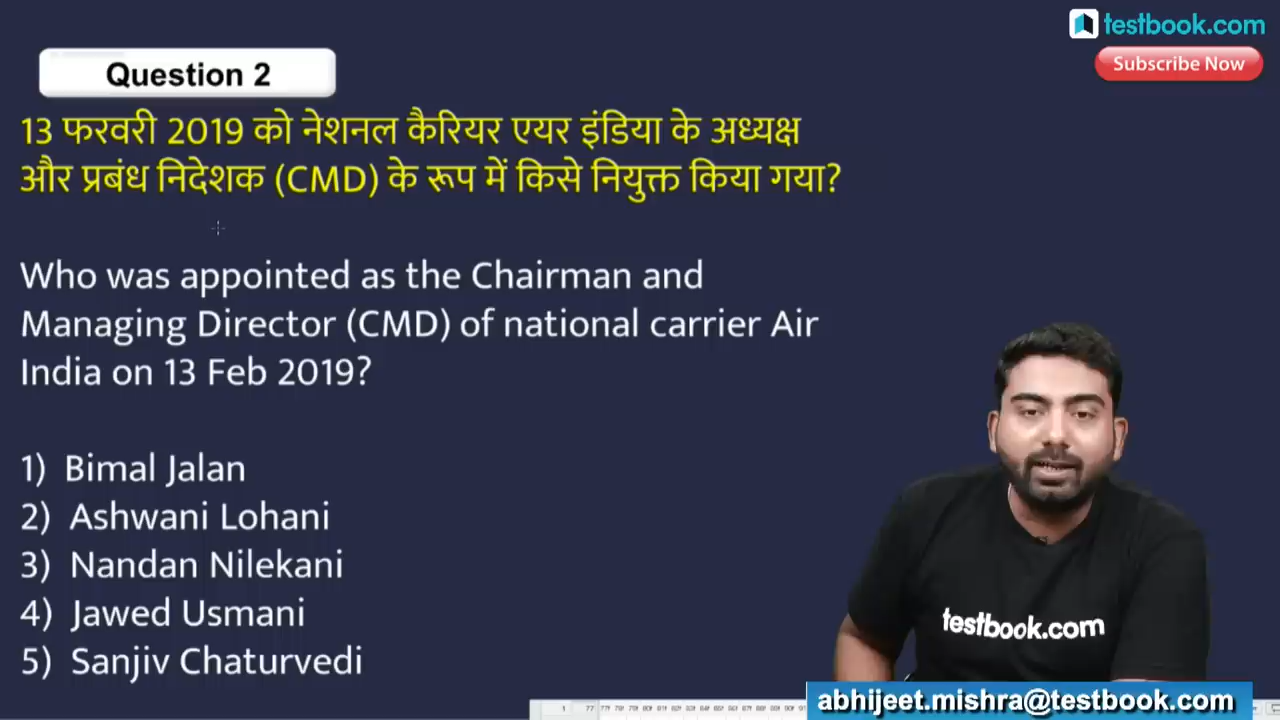 testbook.com
Subscribe Now
Question 2
13 फरवरी 2019 को नेशनल कैरियर एयर इंडिया के अध्यक्ष
और प्रबंध निदेशक (CMD) के रूप में किसे नियुक्त किया गया?
Who was appointed as the Chairman and
Managing Director (CMD) of national carrier Air
India on 13 Feb 2019?
1) Bimal Jalan
2) Ashwani Lohani
3) Nandan Nilekani
4) Jawed Usmani
5) Sanjiv Chaturvedi
testbook.com
abhijeet.mishra@testbook.com